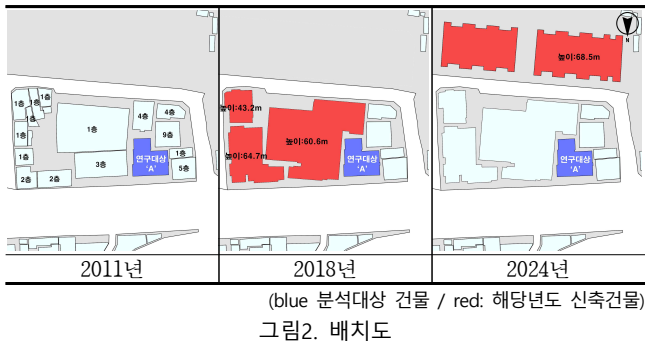 1층
1층
1층
1층
1층
1층
2층
2층
1층
3층
4층
4층
9층
1층
5층
연구대상
'A'
2011년
높이:43.2m
높이:60.6m
높이:64.7m
연구대상
'A'
2018년
높이:68.5m
N
연구대상
'A'
2024년
(blue 분석대상 건물 / red: 해당년도 신축건물)
그림2. 배치도